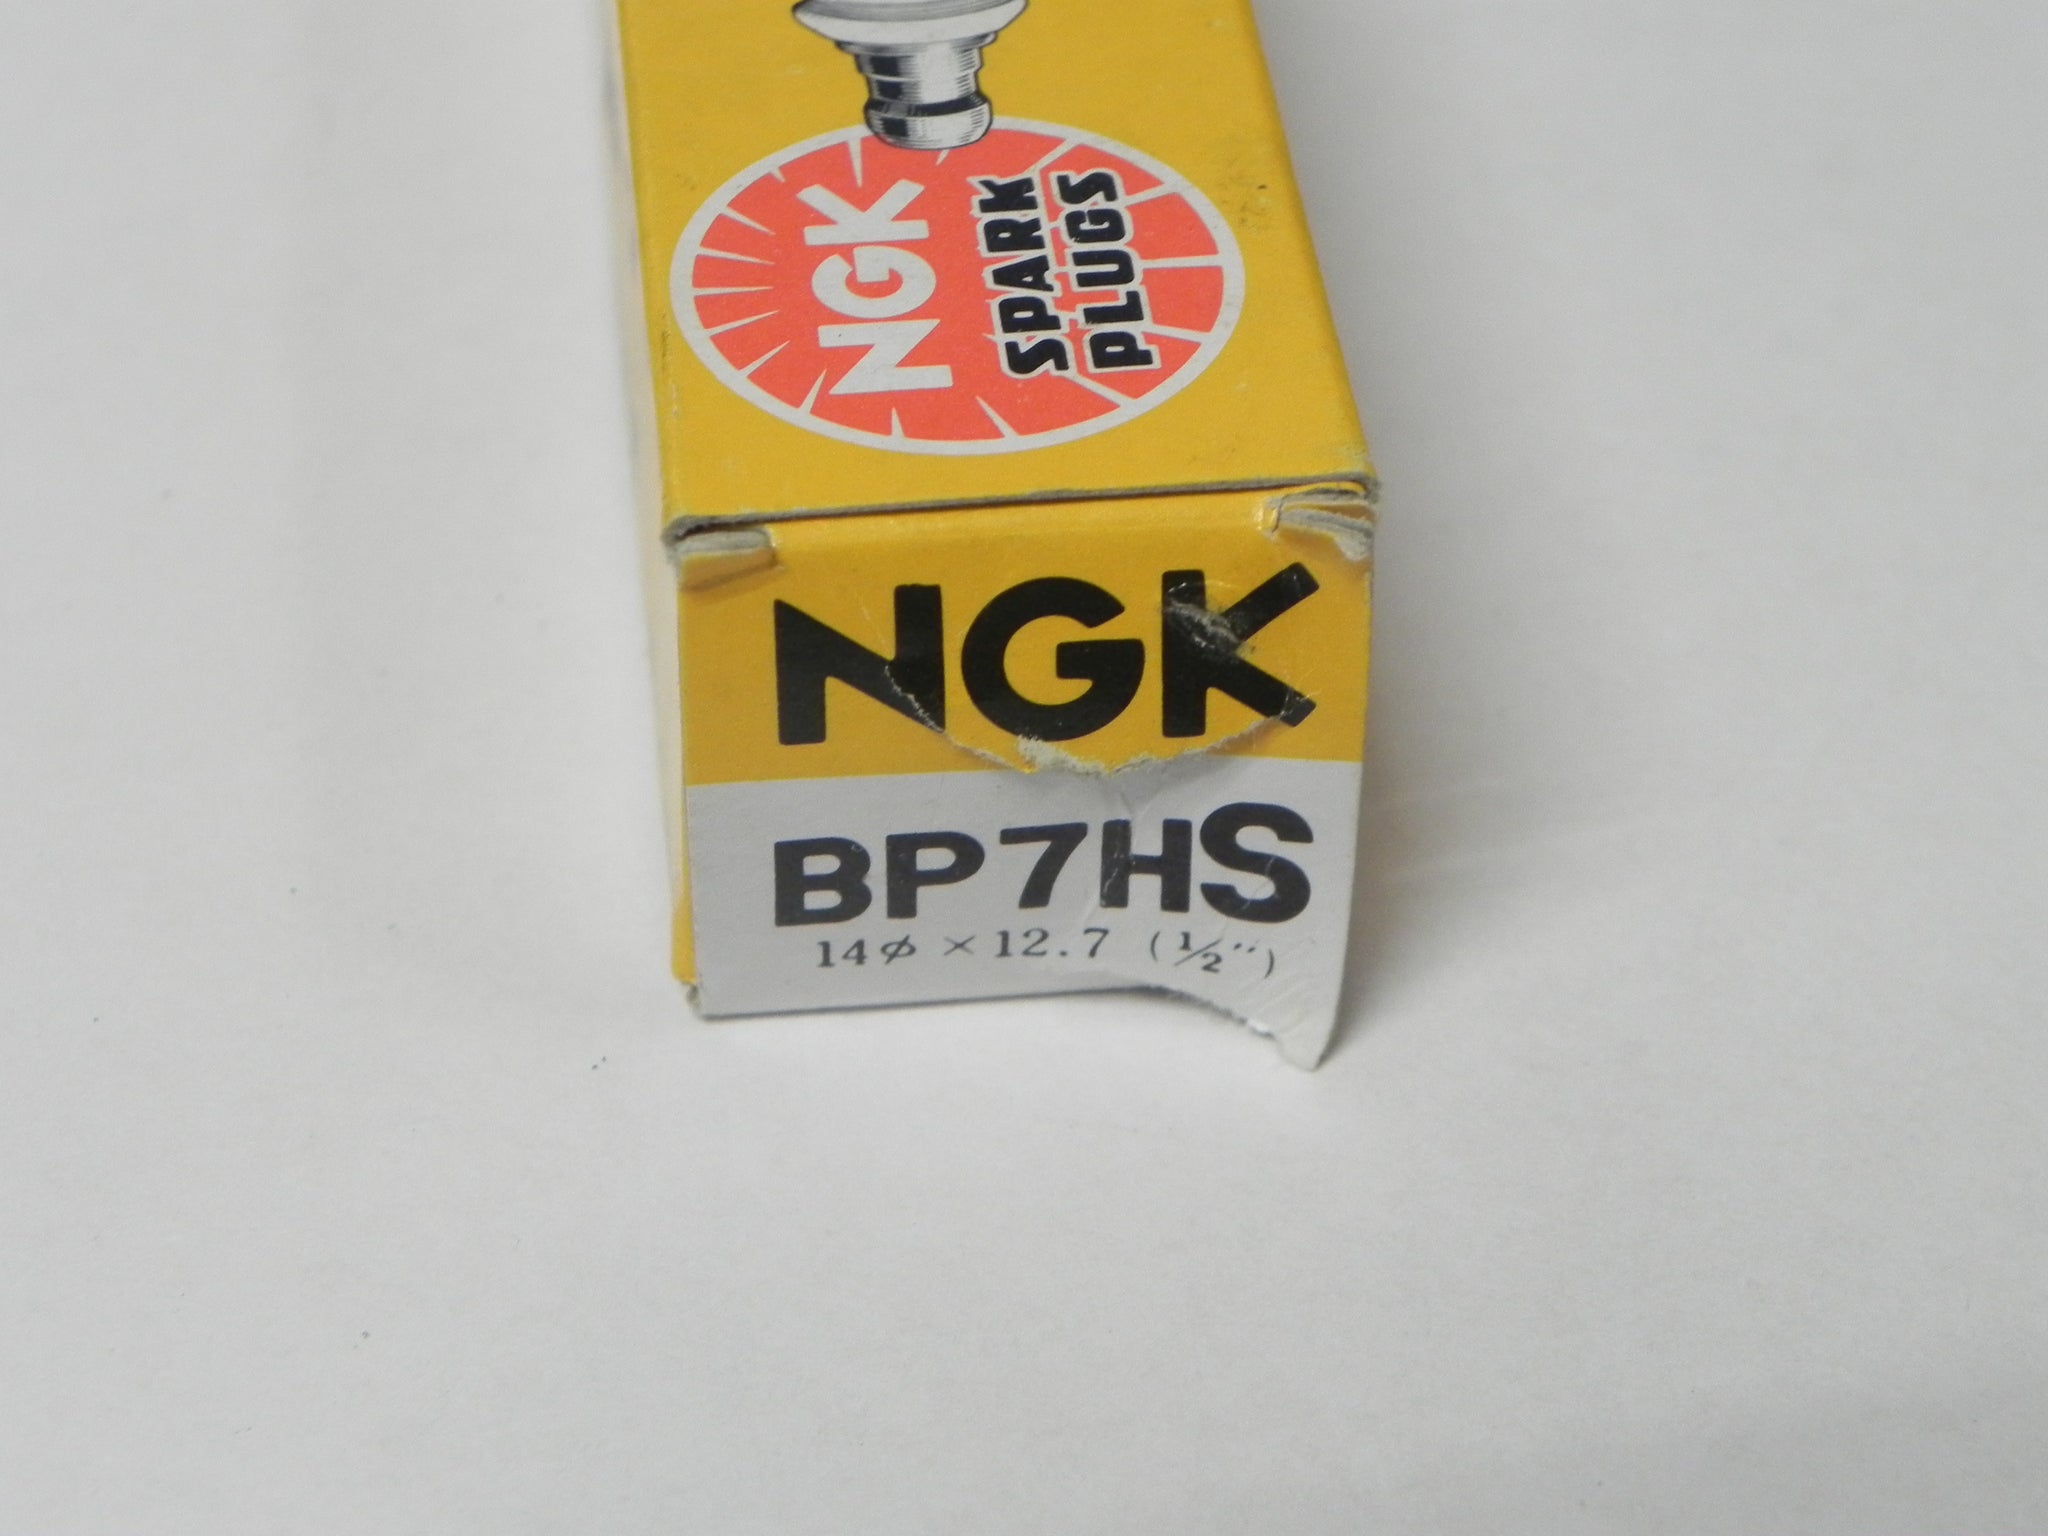 NGK
SPARK
PLUGS
NGK
BP7HS
14φ × 12.7 (1/2")